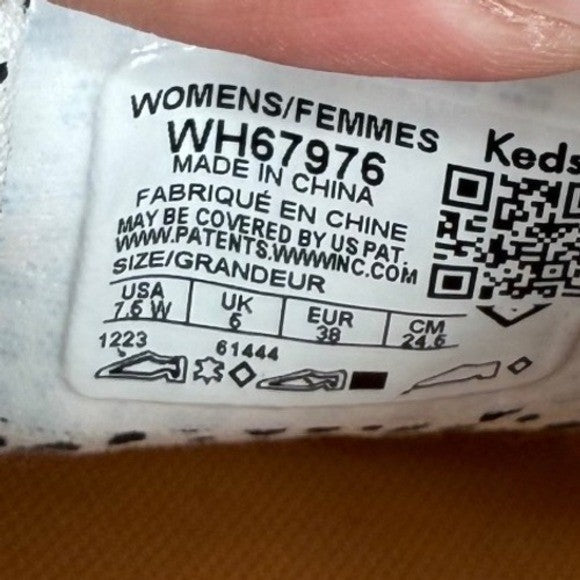 WOMENS/FEMMES
Keds
WH67976
MADE IN CHINA
FABRIQUÉ EN CHINE
MAY BE COVERED BY US PAT.
WWW.PATENTS.WWWINC.COM
SIZE/GRANDEUR
USA UK EUR CM
7.5 W 5 38 24.5
1223 61444